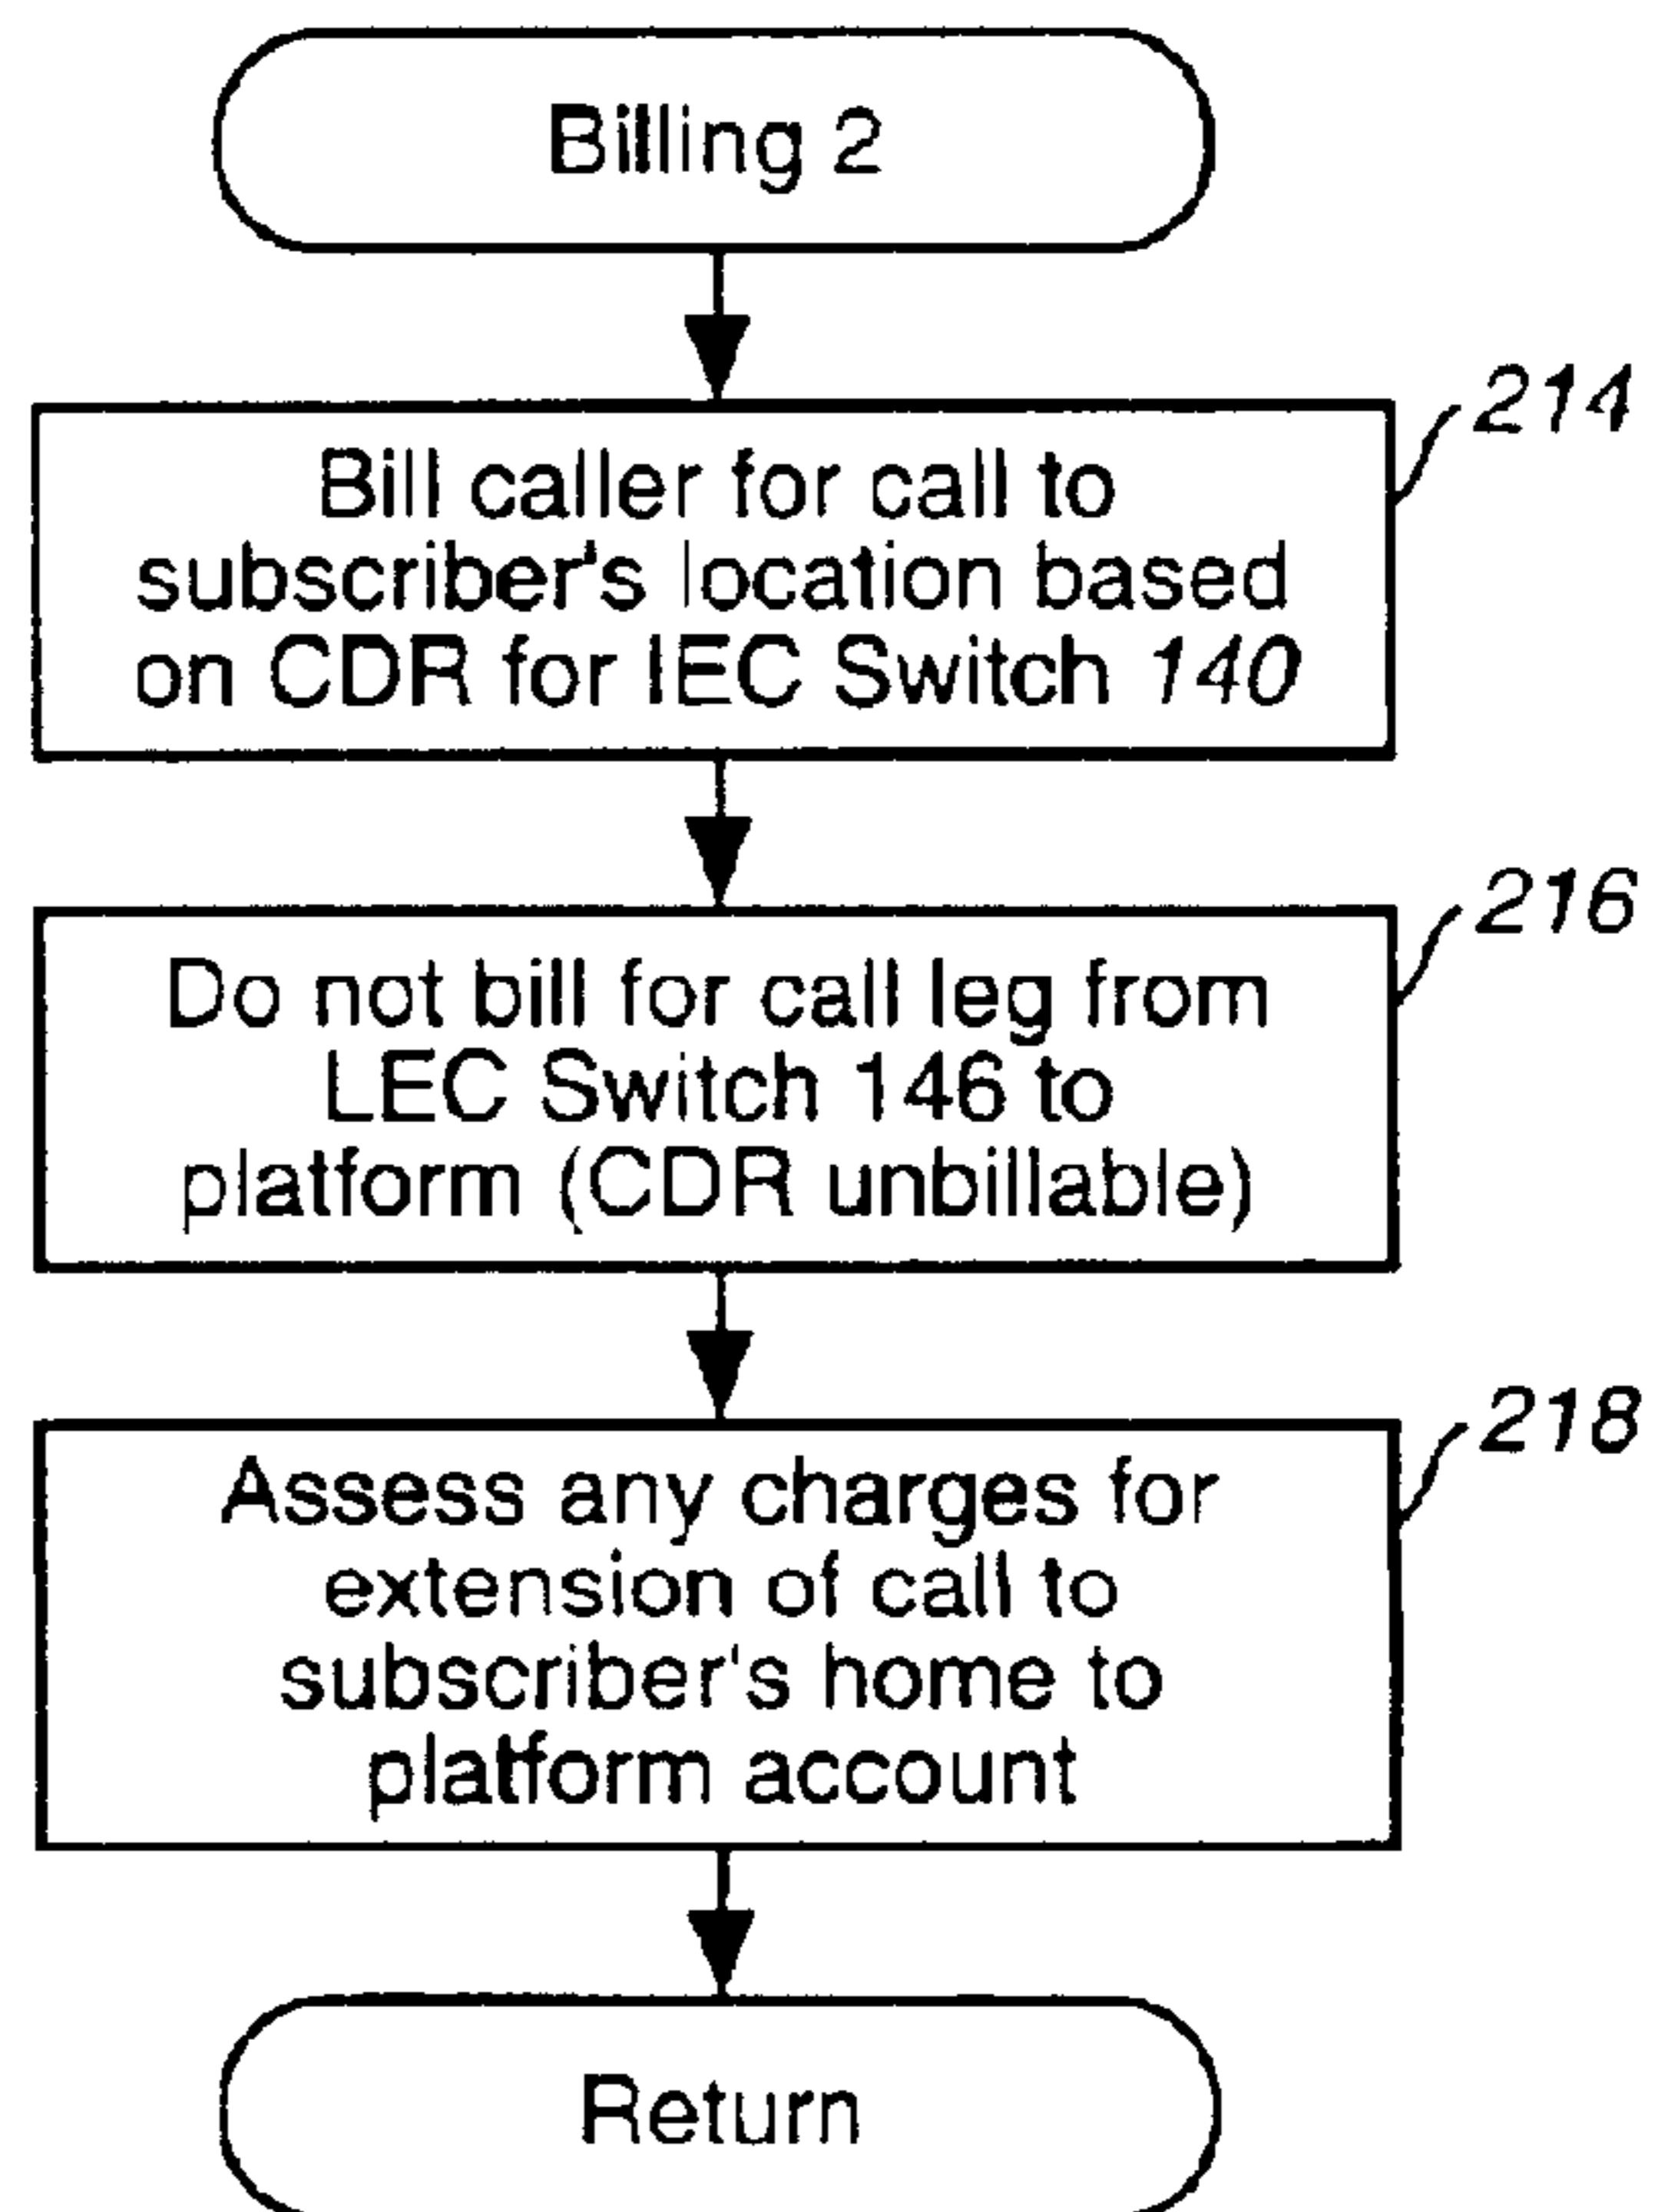 Billing 2
214
Bill caller for call to
subscriber's location based
on CDR for IEC Switch 140
216
Do not bill for call leg from
LEC Switch 146 to
platform (CDR unbillable)
218
Assess any charges for
extension of call to
subscriber's home to
platform account
Return